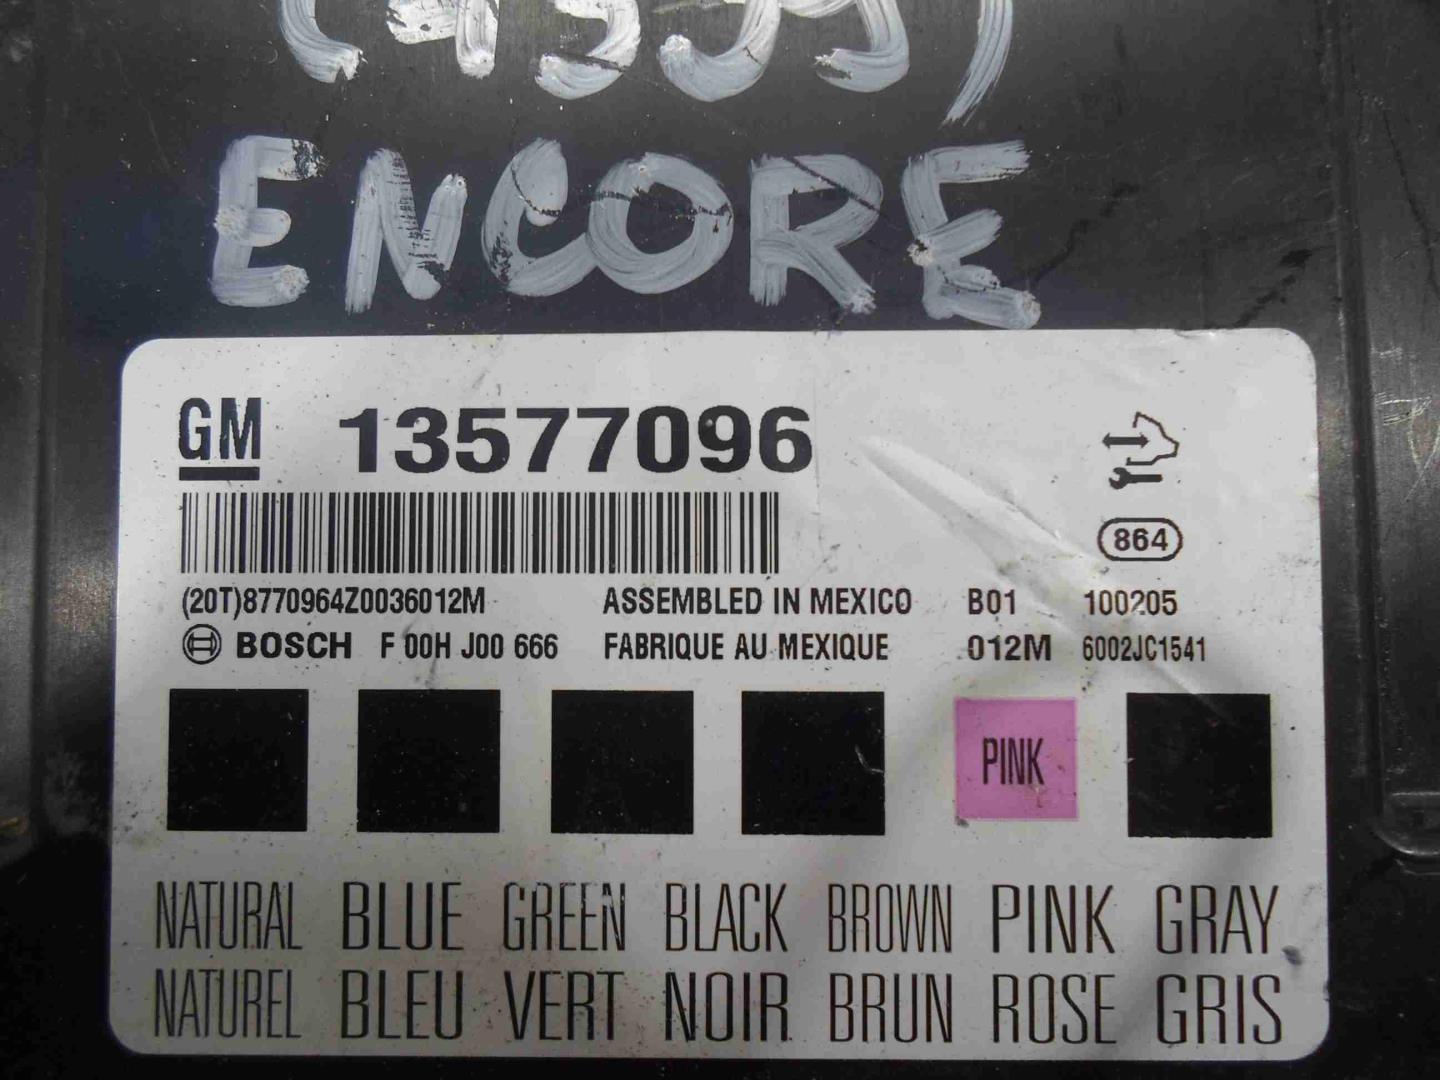 ENCORE
GM 13577096
864
(20T)8770964Z0036012M ASSEMBLED IN MEXICO B01 100205
BOSCH F 00H J00 666 FABRIQUE AU MEXIQUE 012M 6002JC1541
PINK
NATURAL BLUE GREEN BLACK BROWN PINK GRAY
NATUREL BLEU VERT NOIR BRUN ROSE GRIS